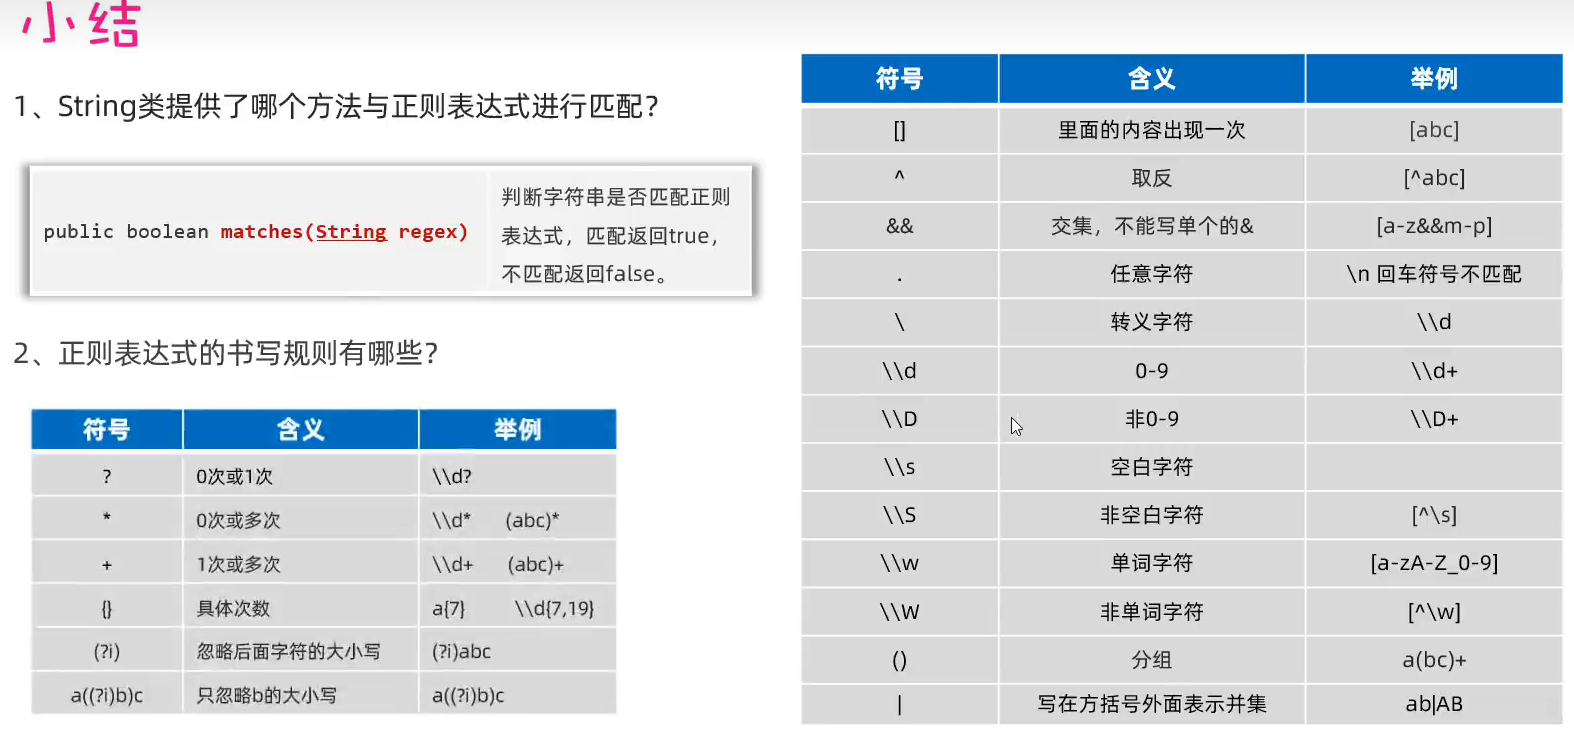 小结
1、String类提供了哪个方法与正则表达式进行匹配？
public boolean matches(String regex)
判断字符串是否匹配正则
表达式，匹配返回true，
不匹配返回false。
2、正则表达式的书写规则有哪些？
符号 含义 举例
? 0次或1次 \\d?
* 0次或多次 \\d* (abc)*
+ 1次或多次 \\d+ (abc)+
{} 具体次数 a{7} \\d{7,19}
(?i) 忽略后面字符的大小写 (?i)abc
a((?i)b)c 只忽略b的大小写 a((?i)b)c
符号 含义 举例
[] 里面的内容出现一次 [abc]
^ 取反 [^abc]
&& 交集，不能写单个的& [a-z&&m-p]
. 任意字符 \n 回车符号不匹配
\ 转义字符 \\d
\\d 0-9 \\d+
\\D 非0-9 \\D+
\\s 空白字符
\\S 非空白字符 [^\s]
\\w 单词字符 [a-zA-Z_0-9]
\\W 非单词字符 [^\w]
() 分组 a(bc)+
| 写在方括号外面表示并集 ab|AB